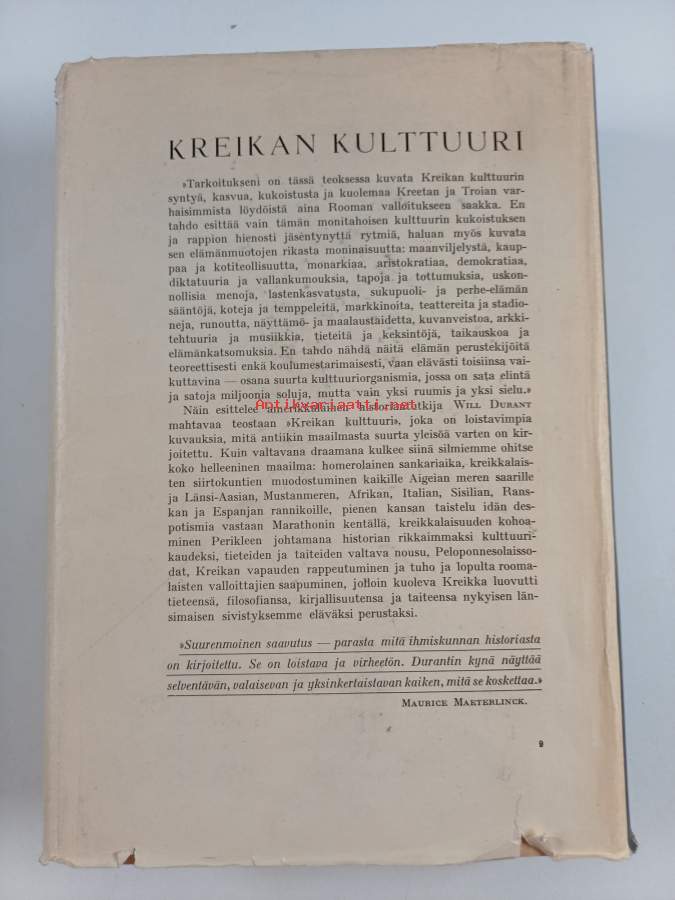 KREIKAN KULTTUURI
»Tarkoitukseni on tässä teoksessa kuvata Kreikan kulttuurin
syntyä, kasvua, kukoistusta ja kuolemaa Kreetan ja Troian var-
haisimmista löydöistä aina Rooman valloitukseen saakka. En
tahdo esittää vain tämän monitahoisen kulttuurin kukoistuksen
ja rappion hienosti jäsentynyttä rytmiä, haluan myös kuvata
sen elämänmuotojen rikasta moninaisuutta: maanviljelystä, kaup-
paa ja kotiteollisuutta, monarkiaa, aristokratiaa, demokratiaa,
diktatuuria ja vallankumouksia, tapoja ja tottumuksia, uskon-
nollisia menoja, lastenkasvatusta, sukupuoli- ja perhe-elämän
sääntöjä, koteja ja temppeleitä, markkinoita, teattereita ja stadio-
neja, runoutta, näyttämö- ja maalaustaidetta, kuvanveistoa, arkki-
tehtuuria ja musiikkia, tieteitä ja keksintöjä, taikauskoa ja
elämänkatsomuksia. En tahdo nähdä näitä elämän perustekijöitä
teoreettisesti enkä koulumestarimaisesti, vaan elävästi toisiinsa vai-
kuttavina — osana suurta kulttuuriorganismia, jossa on sata elintä
ja satoja miljoonia soluja, mutta vain yksi ruumis ja yksi sielu.»
Antikvariaatti.net
Näin esittelee amerikkalainen historiantutkija WILL DURANT
mahtavaa teostaan »Kreikan kulttuuri», joka on loistavimpia
kuvauksia, mitä antiikin maailmasta suurta yleisöä varten on kir-
joitettu. Kuin valtavana draamana kulkee siinä silmiemme ohitse
koko helleeninen maailma: homerolainen sankariaika, kreikkalais-
ten siirtokuntien muodostuminen kaikille Aigeian meren saarille
ja Länsi-Aasian, Mustanmeren, Afrikan, Italian, Sisilian, Rans-
kan ja Espanjan rannikoille, pienen kansan taistelu idän des-
potismia vastaan Marathonin kentällä, kreikkalaisuuden kohoa-
minen Perikleen johtamana historian rikkaimmaksi kulttuuri-
kaudeksi, tieteiden ja taiteiden valtava nousu, Peloponnesolaisso-
dat, Kreikan vapauden rappeutuminen ja tuho ja lopulta rooma-
laisten valloittajien saapuminen, jolloin kuoleva Kreikka luovutti
tieteensä, filosofiansa, kirjallisuutensa ja taiteensa nykyisen län-
simaisen sivistyksemme eläväksi perustaksi.
»Suurenmoinen saavutus — parasta mitä ihmiskunnan historiasta
on kirjoitettu. Se on loistava ja virheetön. Durantin kynä näyttää
selventävän, valaisevan ja yksinkertaistavan kaiken, mitä se koskettaa.»
MAURICE MAETERLINCK.
9